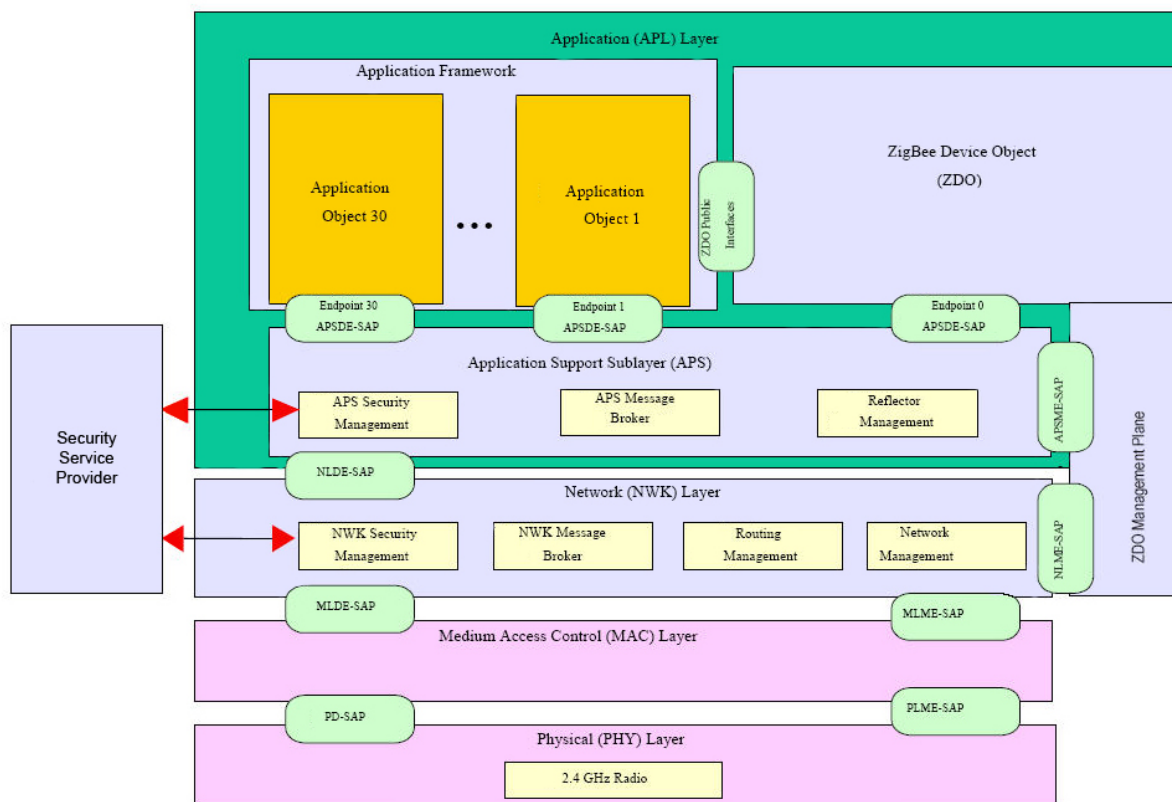 Application (APL) Layer
Application Framework
Application
Object 30
...
Application
Object 1
ZDO Public
Interfaces
ZigBee Device Object
(ZDO)
Endpoint 30
APSDE-SAP
Endpoint 1
APSDE-SAP
Endpoint 0
APSDE-SAP
Application Support Sublayer (APS)
APS Security
Management
APS Message
Broker
Reflector
Management
APSME-SAP
Security
Service
Provider
ZDO Management Plane
NLDE-SAP
Network (NWK) Layer
NWK Security
Management
NWK Message
Broker
Routing
Management
Network
Management
NLME-SAP
MLDE-SAP
MLME-SAP
Medium Access Control (MAC) Layer
PD-SAP
PLME-SAP
Physical (PHY) Layer
2.4 GHz Radio